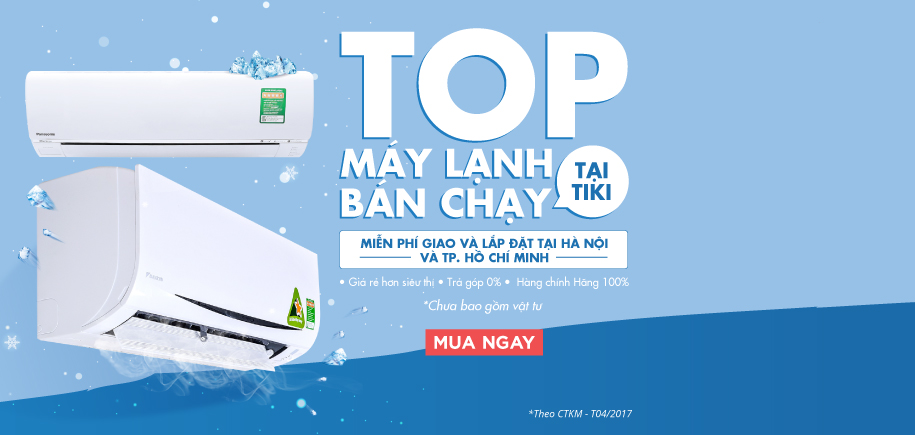 TOP
MÁY LẠNH
BÁN CHẠY
TẠI
TIKI
MIỄN PHÍ GIAO VÀ LẮP ĐẶT TẠI HÀ NỘI
VÀ TP. HỒ CHÍ MINH
• Giá rẻ hơn siêu thị • Trả góp 0% • Hàng chính Hãng 100%
*Chưa bao gồm vật tư
MUA NGAY
*Theo CTKM - T04/2017
Panasonic